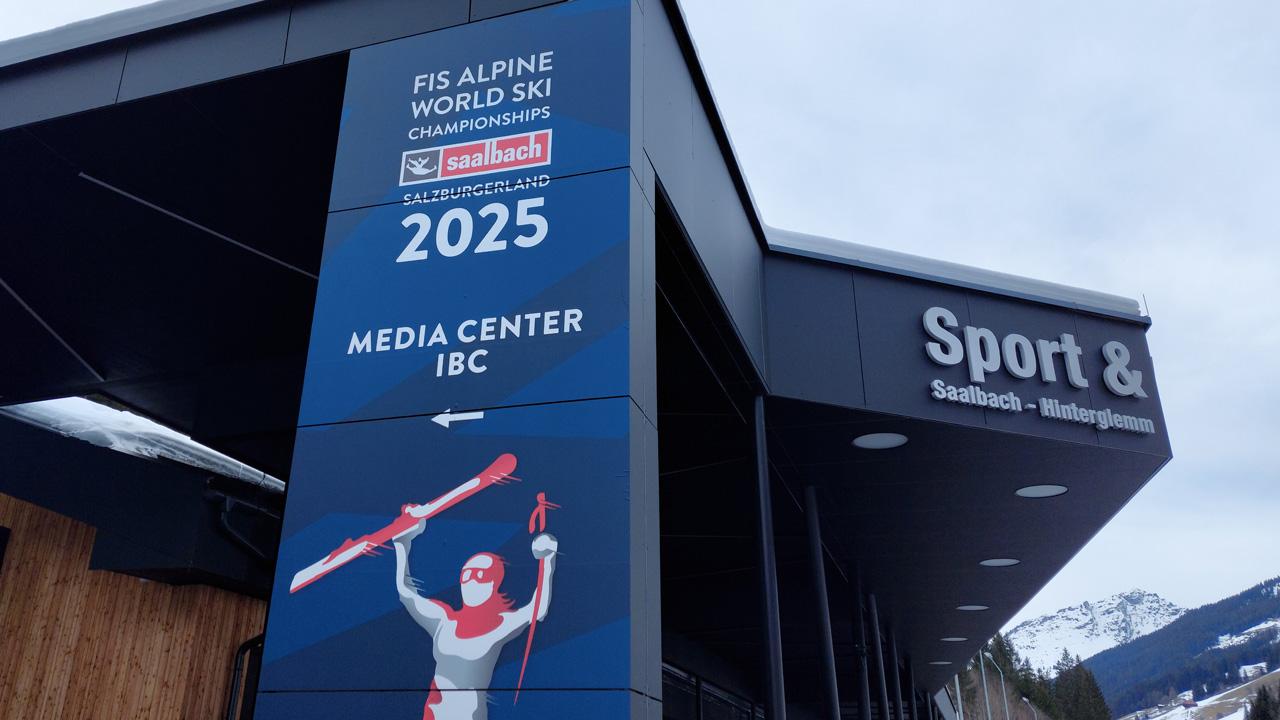 FIS ALPINE
WORLD SKI
CHAMPIONSHIPS
saalbach
SALZBURGERLAND
2025
MEDIA CENTER
IBC
Sport &
Saalbach - Hinterglemm